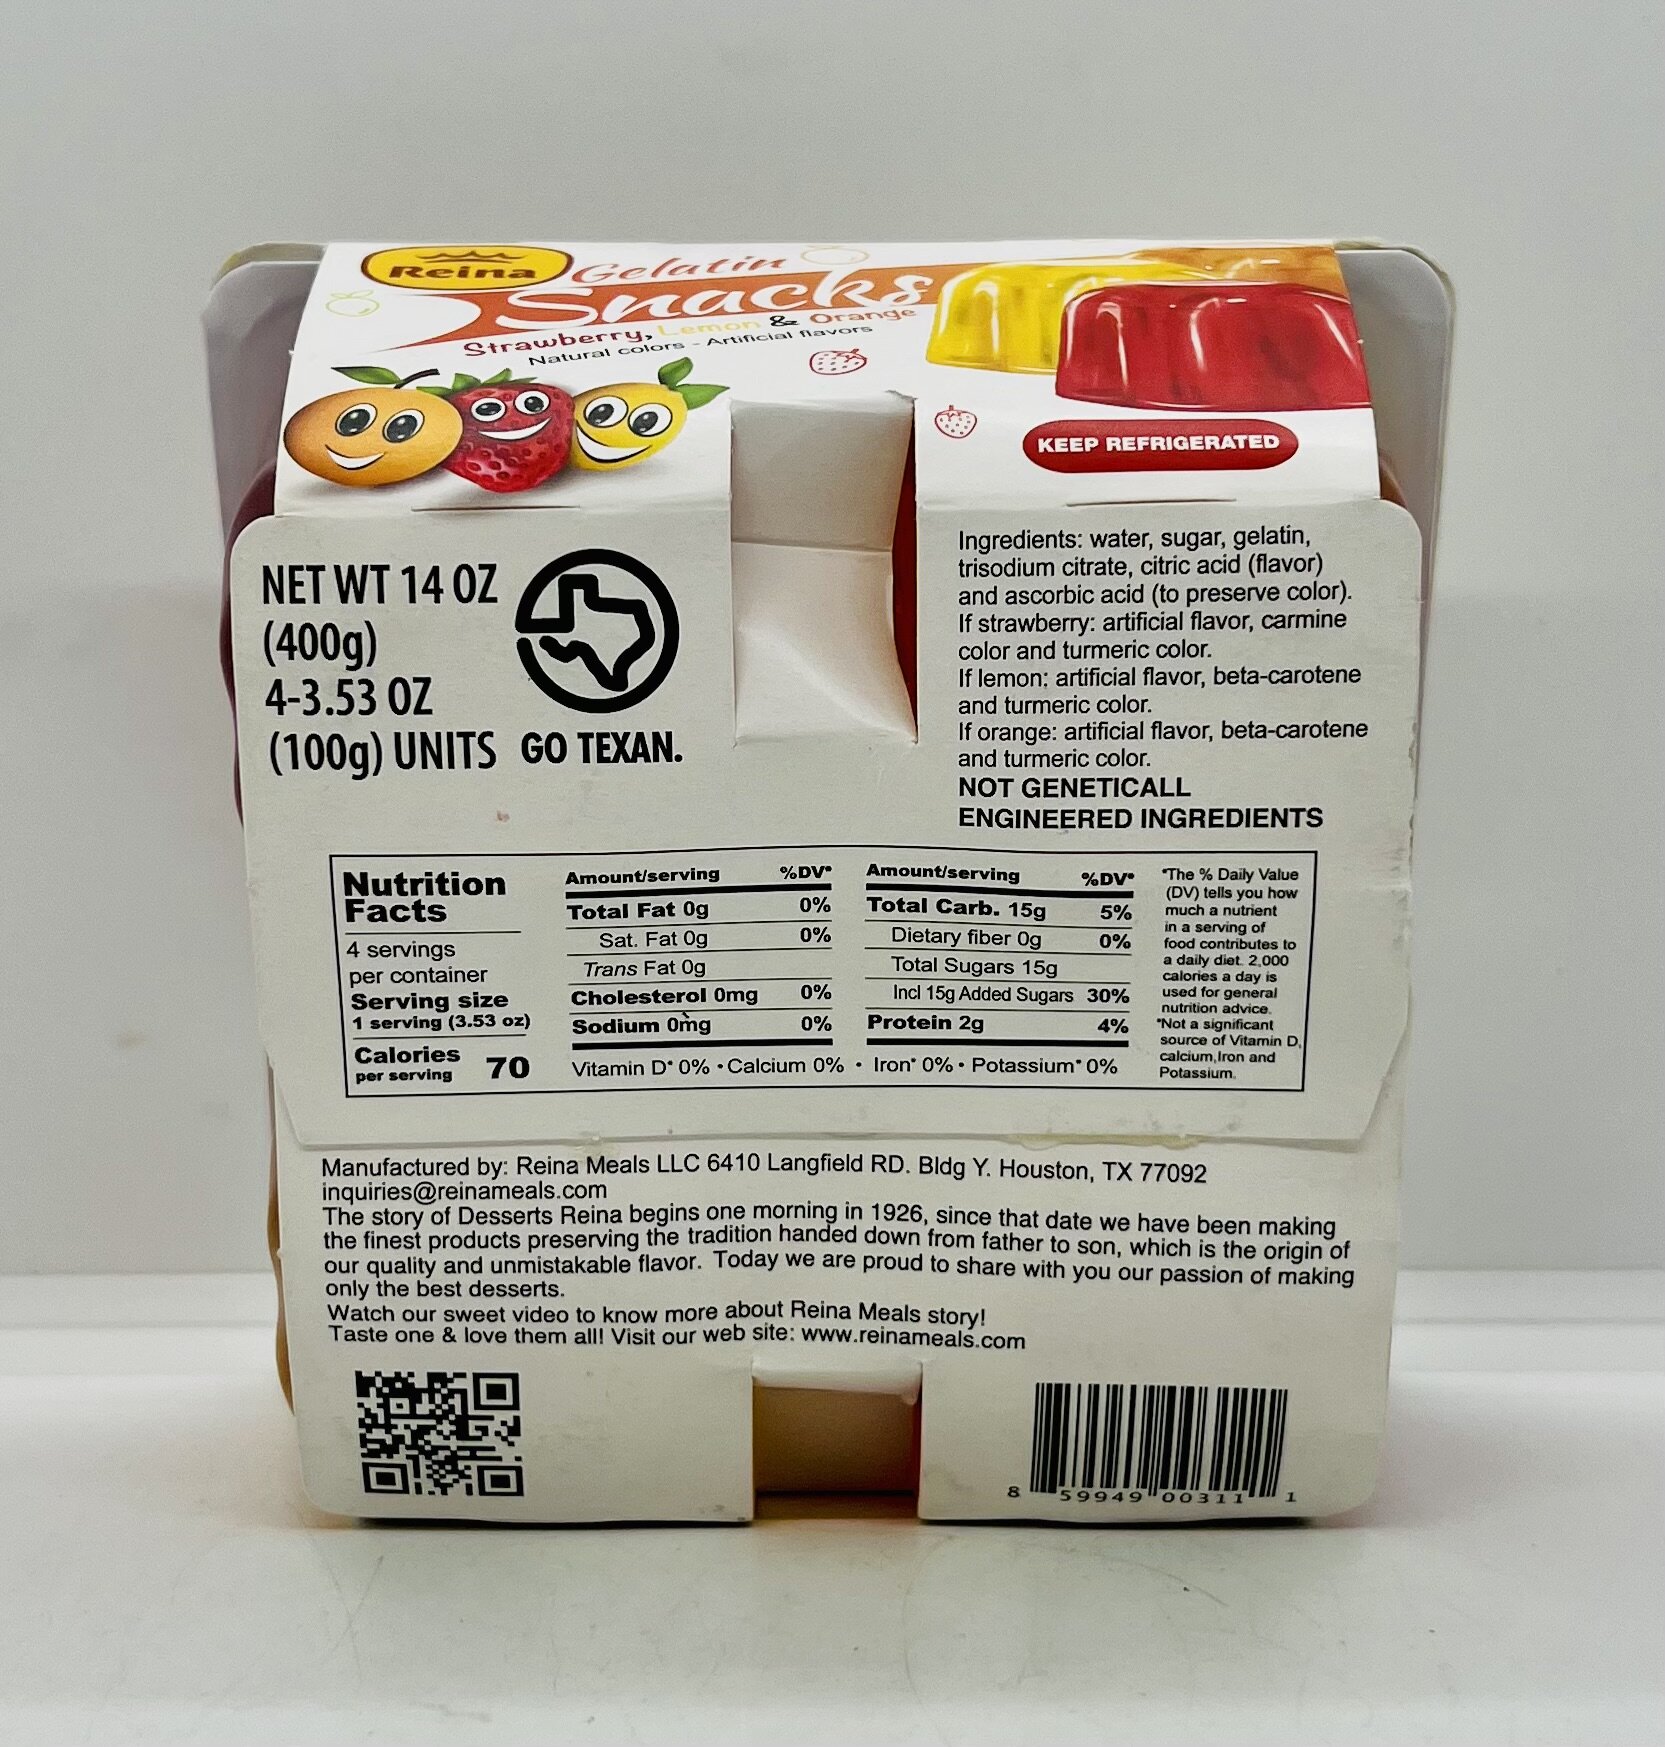 Reina
Gelatin
Snacks
Strawberry, Lemon & Orange
Natural colors - Artificial flavors
KEEP REFRIGERATED
NET WT 14 OZ
(400g)
4-3.53 OZ
(100g) UNITS
GO TEXAN.
Ingredients: water, sugar, gelatin,
trisodium citrate, citric acid (flavor)
and ascorbic acid (to preserve color).
If strawberry: artificial flavor, carmine
color and turmeric color.
If lemon: artificial flavor, beta-carotene
and turmeric color.
If orange: artificial flavor, beta-carotene
and turmeric color.
NOT GENETICALL
ENGINEERED INGREDIENTS
Nutrition
Facts
4 servings
per container
Serving size
1 serving (3.53 oz)
Calories
per serving 70
Amount/serving %DV*
Total Fat 0g 0%
Sat. Fat 0g 0%
Trans Fat 0g
Cholesterol 0mg 0%
Sodium 0mg 0%
Amount/serving %DV*
Total Carb. 15g 5%
Dietary fiber 0g 0%
Total Sugars 15g
Incl 15g Added Sugars 30%
Protein 2g 4%
Vitamin D* 0% • Calcium 0% • Iron* 0% • Potassium* 0%
*The % Daily Value
(DV) tells you how
much a nutrient
in a serving of
food contributes to
a daily diet. 2,000
calories a day is
used for general
nutrition advice.
*Not a significant
source of Vitamin D,
calcium,Iron and
Potassium.
Manufactured by: Reina Meals LLC 6410 Langfield RD. Bldg Y. Houston, TX 77092
inquiries@reinameals.com
The story of Desserts Reina begins one morning in 1926, since that date we have been making
the finest products preserving the tradition handed down from father to son, which is the origin of
our quality and unmistakable flavor. Today we are proud to share with you our passion of making
only the best desserts.
Watch our sweet video to know more about Reina Meals story!
Taste one & love them all! Visit our web site: www.reinameals.com
8 59949 00311 1